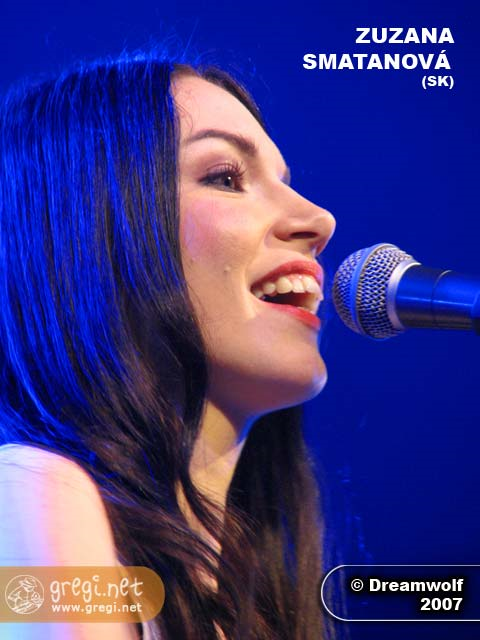 ZUZANA
SMATANOVÁ
(SK)
gregi.net
www.gregi.net
© Dreamwolf
2007